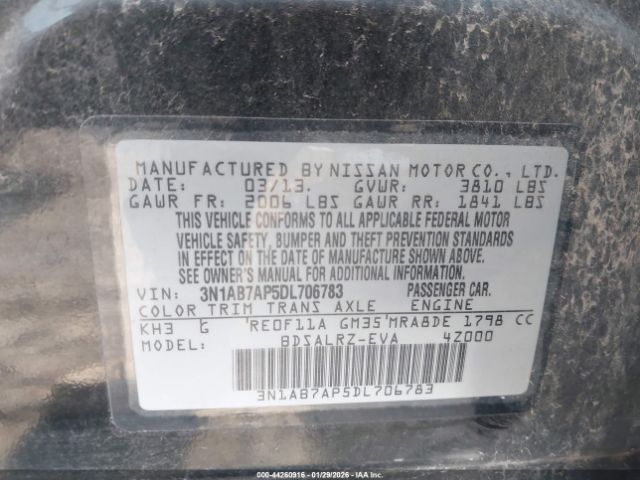 MANUFACTURED BY NISSAN MOTOR CO., LTD.
DATE: 03/13. GVWR: 3810 LBS
GAWR FR: 2006 LBS GAWR RR: 1841 LBS
THIS VEHICLE CONFORMS TO ALL APPLICABLE FEDERAL MOTOR
VEHICLE SAFETY, BUMPER AND THEFT PREVENTION STANDARDS
IN EFFECT ON THE DATE OF MANUFACTURE SHOWN ABOVE.
SEE OWNER'S MANUAL FOR ADDITIONAL INFORMATION.
VIN: 3N1AB7AP5DL706783 PASSENGER CAR.
COLOR TRIM TRANS AXLE ENGINE
KH3 G RE0F11A GM35 MRA8DE 1798 CC
MODEL: BDSALRZ-EVA 4Z000
3N1AB7AP5DL706783
000-44260916 - 01/29/2026 - IAA Inc.